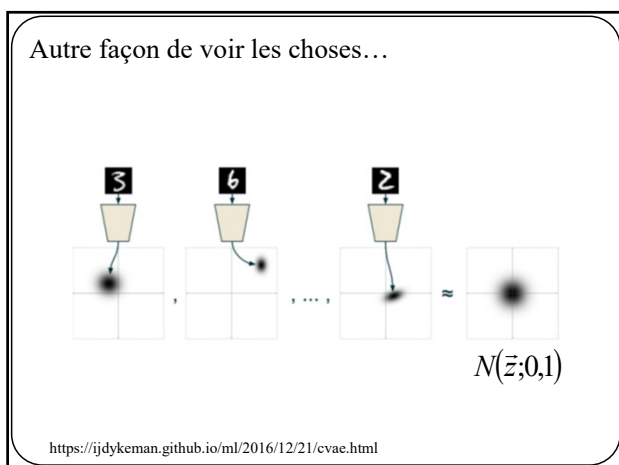 Autre façon de voir les choses…
3 6 2
, , … , ≈
N(z⃗;0,1)
https://ijdykeman.github.io/ml/2016/12/21/cvae.html